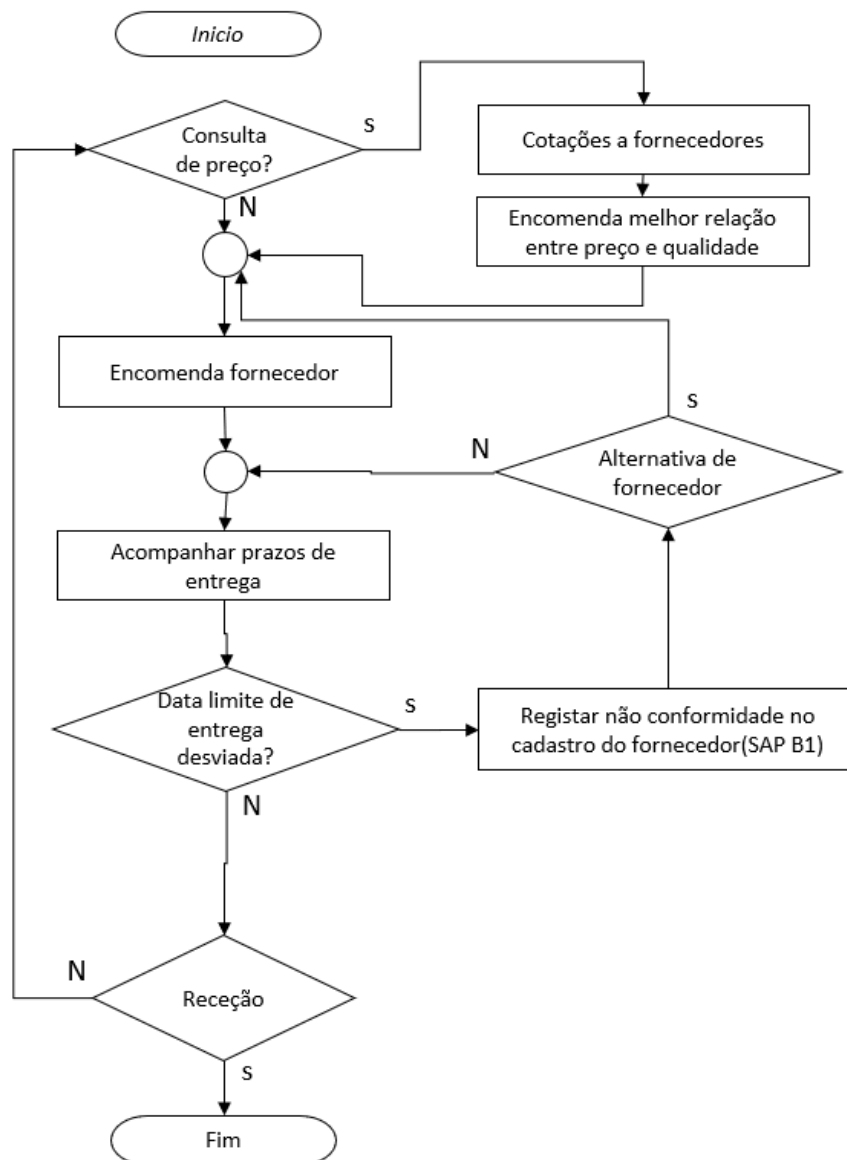 Inicio
Consulta
de preço?
s
Cotações a fornecedores
N
Encomenda melhor relação
entre preço e qualidade
Encomenda fornecedor
s
N
Alternativa de
fornecedor
Acompanhar prazos de
entrega
Data limite de
entrega
desviada?
s
Registar não conformidade no
cadastro do fornecedor(SAP B1)
N
N
Receção
s
Fim